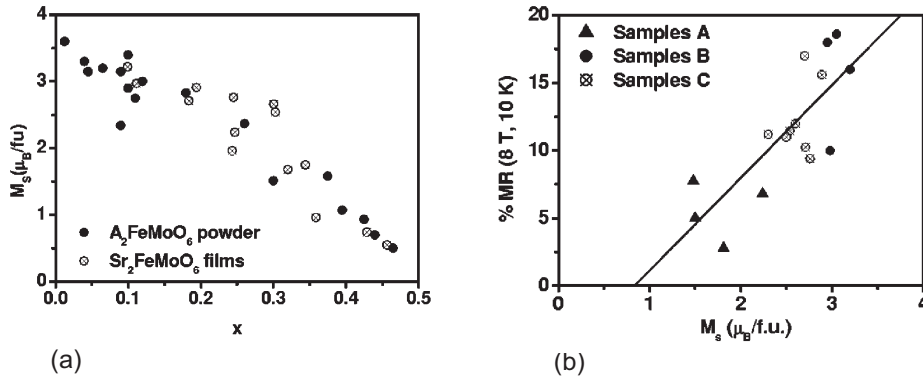 4
3
2
1
0
M_s(μ_B/fu)
A₂FeMoO₆ powder
Sr₂FeMoO₆ films
0.0 0.1 0.2 0.3 0.4 0.5
x
(a)
20
15
10
5
0
% MR (8 T, 10 K)
Samples A
Samples B
Samples C
0 1 2 3 4
M_s (μ_B/f.u.)
(b)